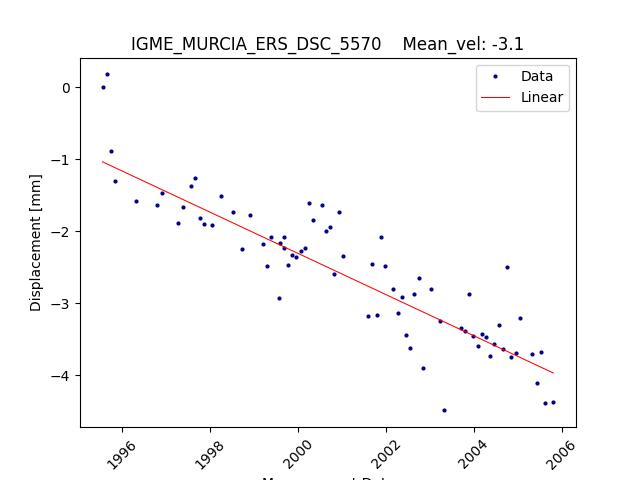 IGME_MURCIA_ERS_DSC_5570    Mean_vel: -3.1
Data
Linear
Displacement [mm]
0
−1
−2
−3
−4
1996
1998
2000
2002
2004
2006